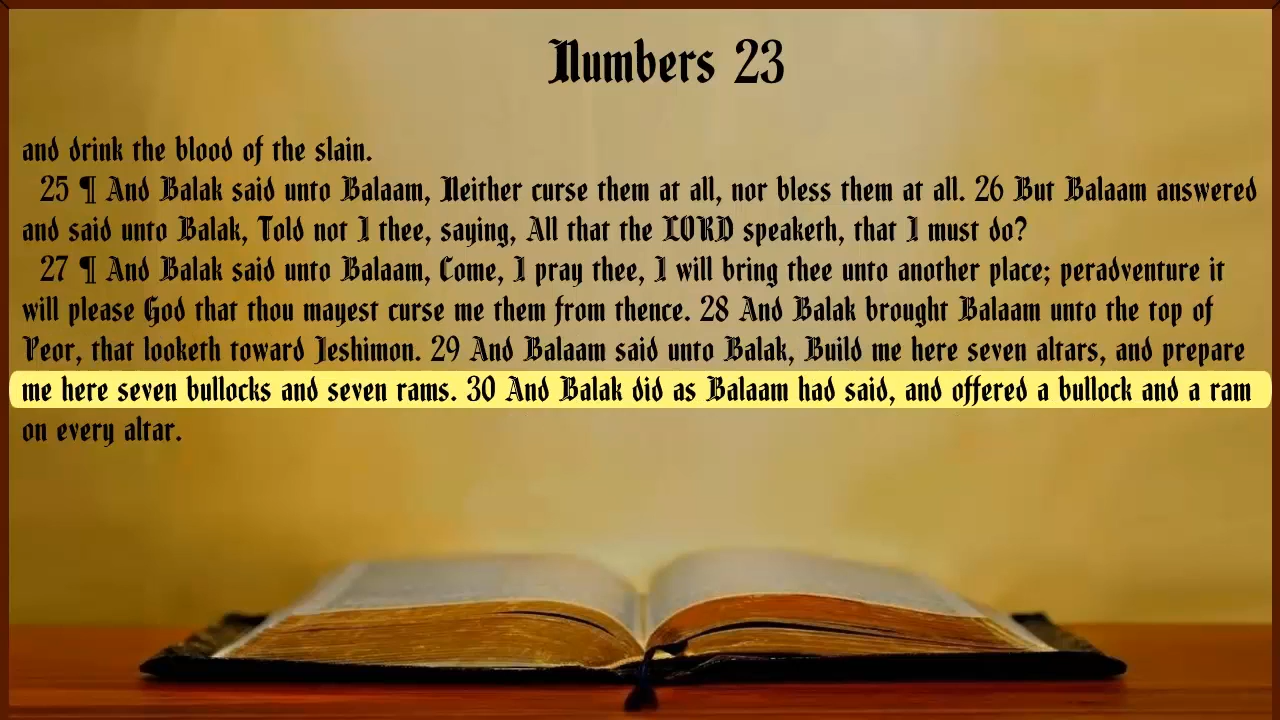 Numbers 23
and drink the blood of the slain.
25 ¶ And Balak said unto Balaam, Neither curse them at all, nor bless them at all. 26 But Balaam answered
and said unto Balak, Told not I thee, saying, All that the LORD speaketh, that I must do?
27 ¶ And Balak said unto Balaam, Come, I pray thee, I will bring thee unto another place; peradventure it
will please God that thou mayest curse me them from thence. 28 And Balak brought Balaam unto the top of
Peor, that looketh toward Jeshimon. 29 And Balaam said unto Balak, Build me here seven altars, and prepare
me here seven bullocks and seven rams. 30 And Balak did as Balaam had said, and offered a bullock and a ram
on every altar.